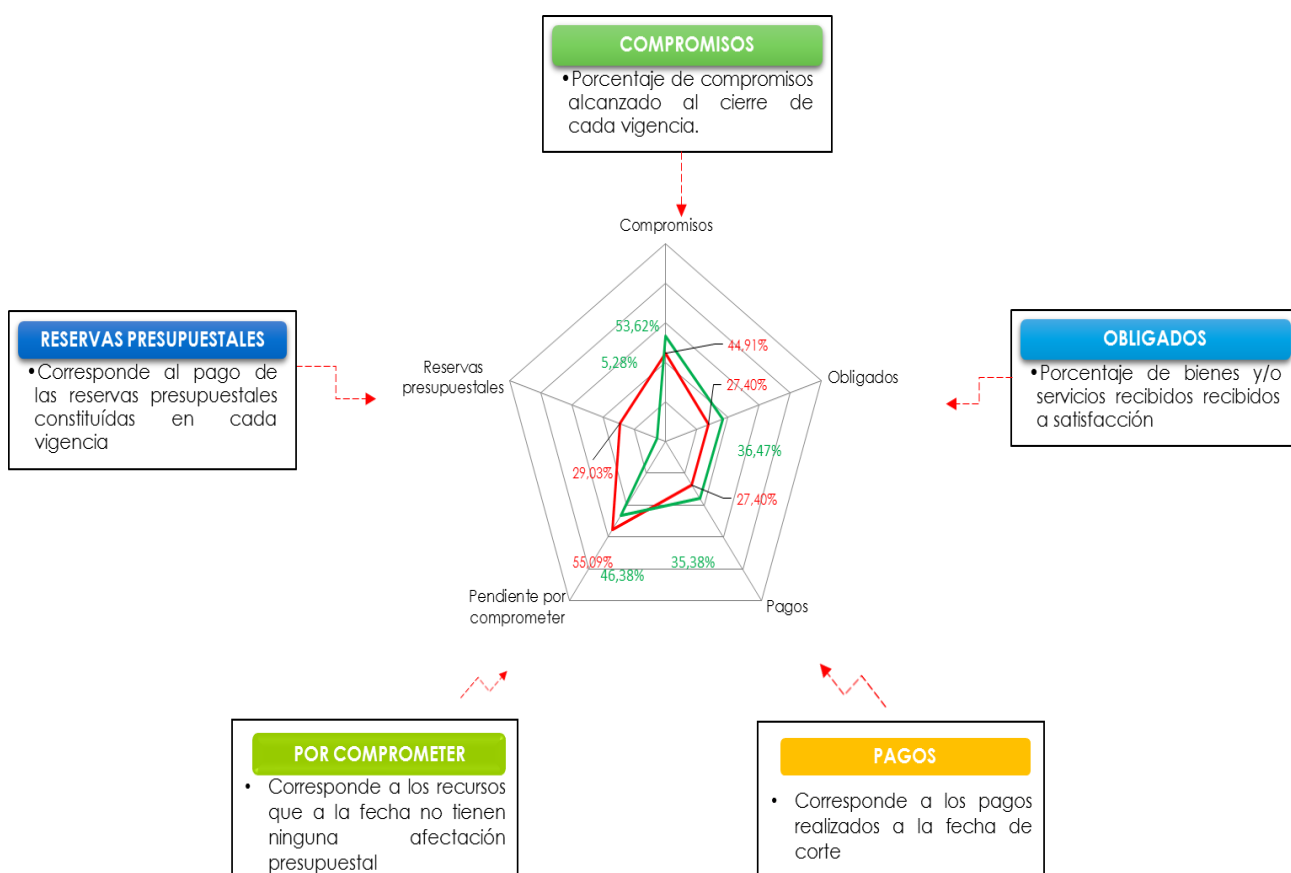 COMPROMISOS
•Porcentaje de compromisos
alcanzado al cierre de
cada vigencia.
RESERVAS PRESUPUESTALES
•Corresponde al pago de
las reservas presupuestales
constituídas en cada
vigencia
OBLIGADOS
•Porcentaje de bienes y/o
servicios recibidos recibidos
a satisfacción
Compromisos
53,62%
44,91%
5,28%
Reservas
presupuestales
27,40%
Obligados
36,47%
29,03%
27,40%
55,09%
46,38%
35,38%
Pendiente por
comprometer
Pagos
POR COMPROMETER
• Corresponde a los recursos
que a la fecha no tienen
ninguna afectación
presupuestal
PAGOS
• Corresponde a los pagos
realizados a la fecha de
corte